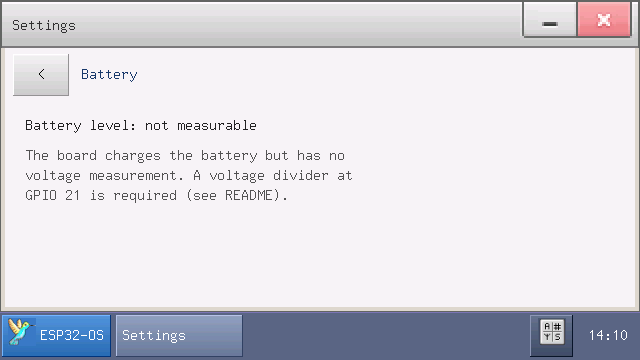 Settings
< Battery
Battery level: not measurable
The board charges the battery but has no
voltage measurement. A voltage divider at
GPIO 21 is required (see README).
ESP32-OS Settings A# TS 14:10